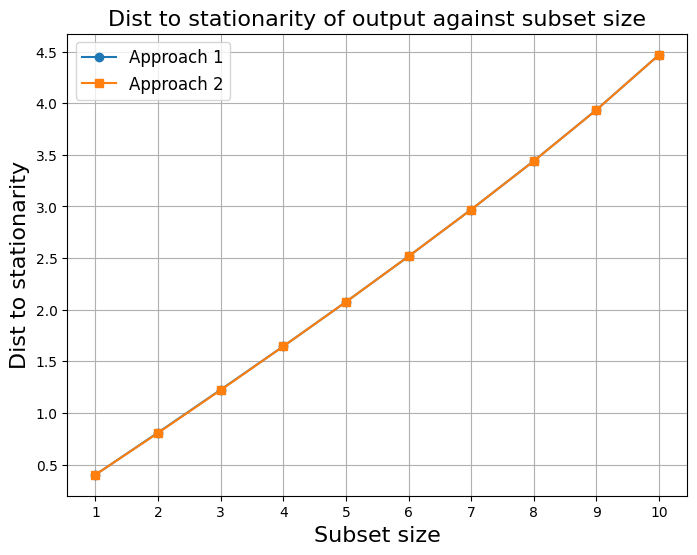 Dist to stationarity of output against subset size
Approach 1
Approach 2
Dist to stationarity
4.5
4.0
3.5
3.0
2.5
2.0
1.5
1.0
0.5
1 2 3 4 5 6 7 8 9 10
Subset size